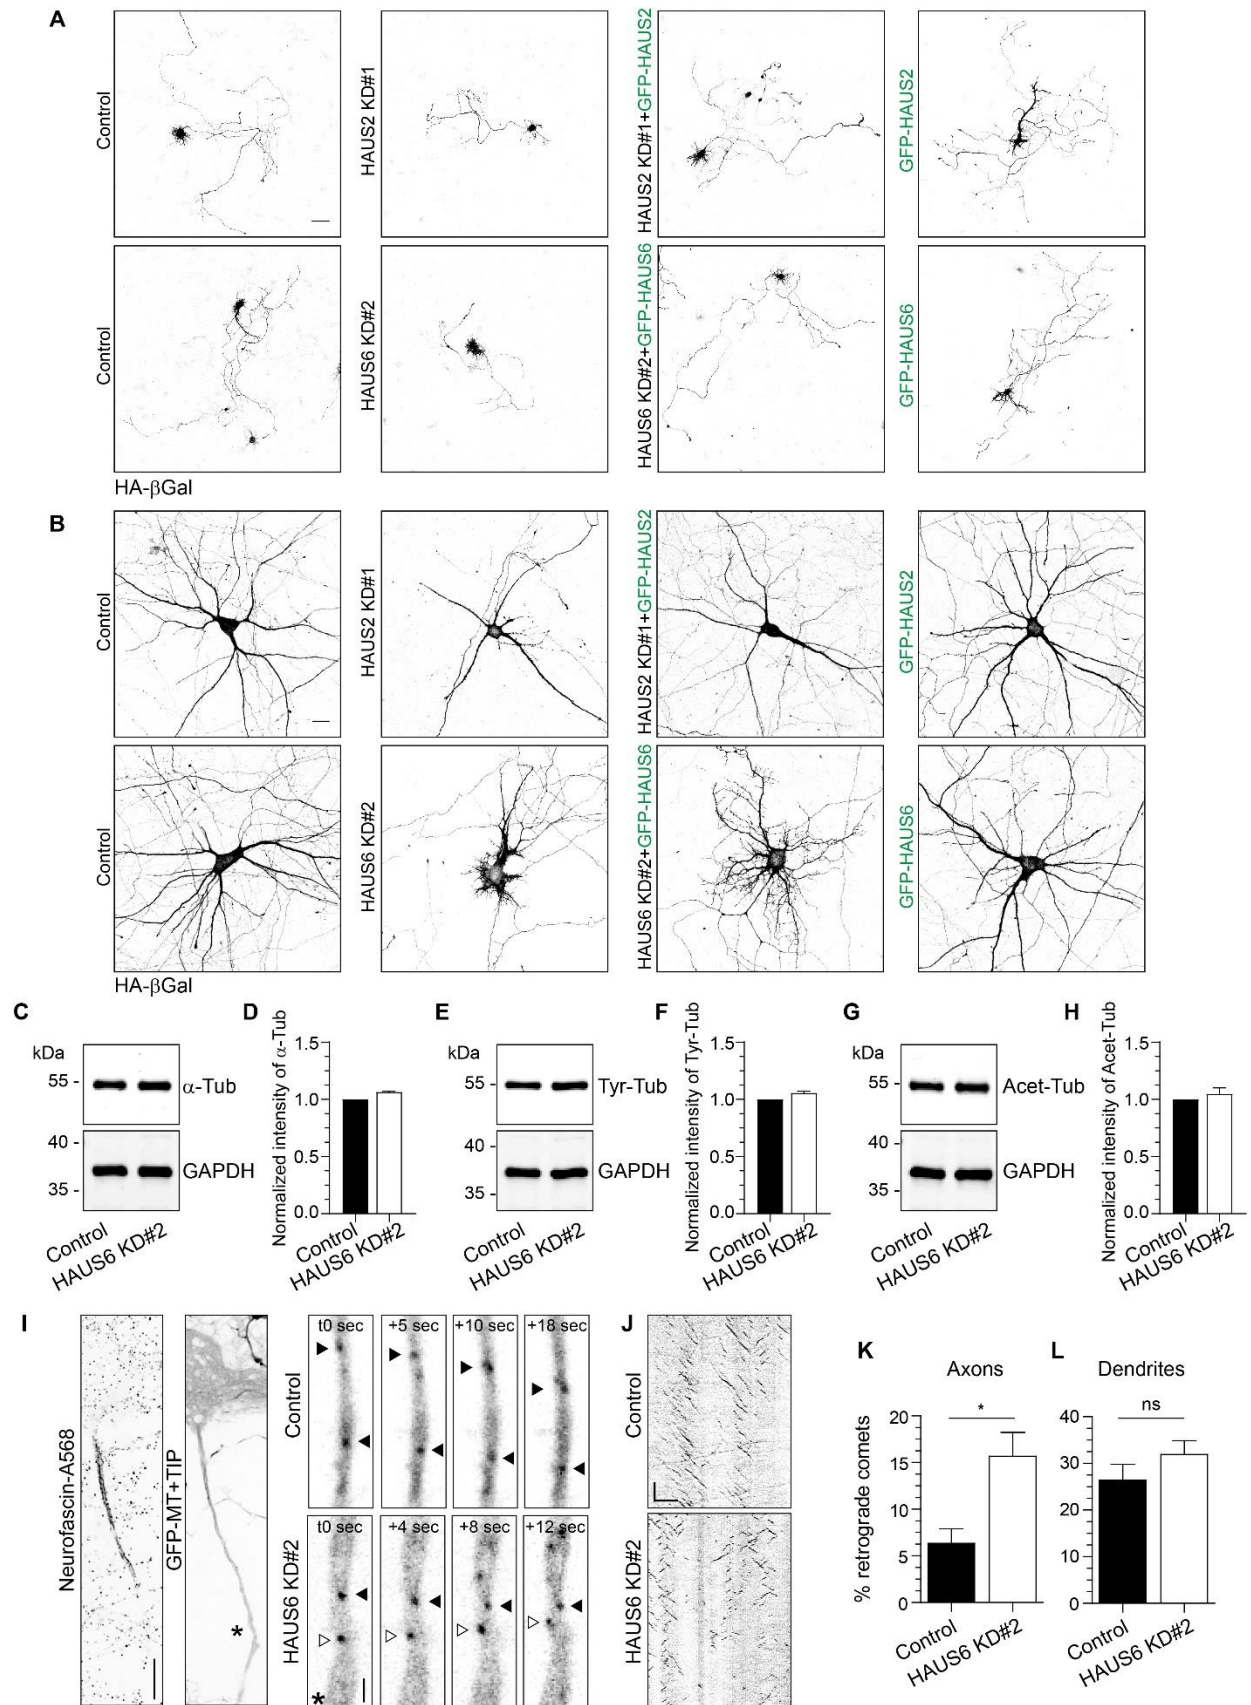 A
Control
HAUS2 KD#1
HAUS2 KD#1+GFP-HAUS2
GFP-HAUS2
Control
HAUS6 KD#2
HAUS6 KD#2+GFP-HAUS6
GFP-HAUS6
HA-βGal
B
Control
HAUS2 KD#1
HAUS2 KD#1+GFP-HAUS2
GFP-HAUS2
Control
HAUS6 KD#2
HAUS6 KD#2+GFP-HAUS6
GFP-HAUS6
HA-βGal
C
kDa
55 -
α-Tub
40 -
GAPDH
35 -
Control
HAUS6 KD#2
D
Normalized intensity of α-Tub
1.5
1.0
0.5
0.0
Control
HAUS6 KD#2
E
kDa
55 -
Tyr-Tub
40 -
GAPDH
35 -
Control
HAUS6 KD#2
F
Normalized intensity of Tyr-Tub
1.5
1.0
0.5
0.0
Control
HAUS6 KD#2
G
kDa
55 -
Acet-Tub
40 -
GAPDH
35 -
Control
HAUS6 KD#2
H
Normalized intensity of Acet-Tub
1.5
1.0
0.5
0.0
Control
HAUS6 KD#2
I
Neurofascin-A568
GFP-MT+TIP
*
Control
t0 sec
+5 sec
+10 sec
+18 sec
HAUS6 KD#2
t0 sec
+4 sec
+8 sec
+12 sec
*
J
Control
HAUS6 KD#2
K
Axons
% retrograde comets
*
20
15
10
5
0
Control
HAUS6 KD#2
L
Dendrites
ns
40
30
20
10
0
Control
HAUS6 KD#2